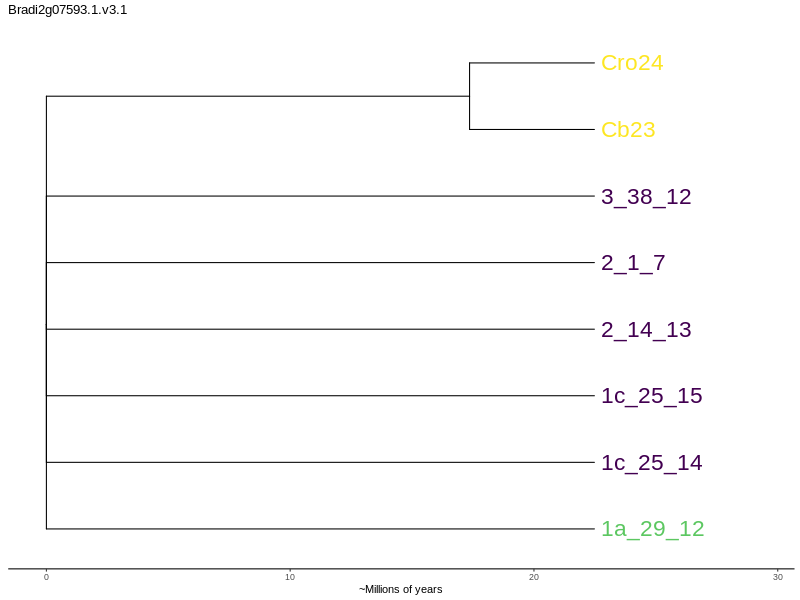 Bradi2g07593.1.v3.1
Cro24
Cb23
3_38_12
2_1_7
2_14_13
1c_25_15
1c_25_14
1a_29_12
0 10 20 30
~Millions of years